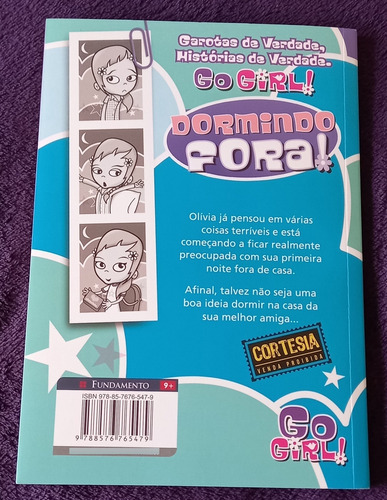 Garotas de Verdade,
Histórias de Verdade.
Go GiRL!
DORMiNDO
FORA!
Olívia já pensou em várias
coisas terríveis e está
começando a ficar realmente
preocupada com sua primeira
noite fora de casa.
Afinal, talvez não seja uma
boa ideia dormir na casa da
sua melhor amiga...
CORTESIA
VENDA PROIBIDA
FUNDAMENTO 9+
ISBN 978-85-7676-547-9
9 788576 765479
GO
GiRL!